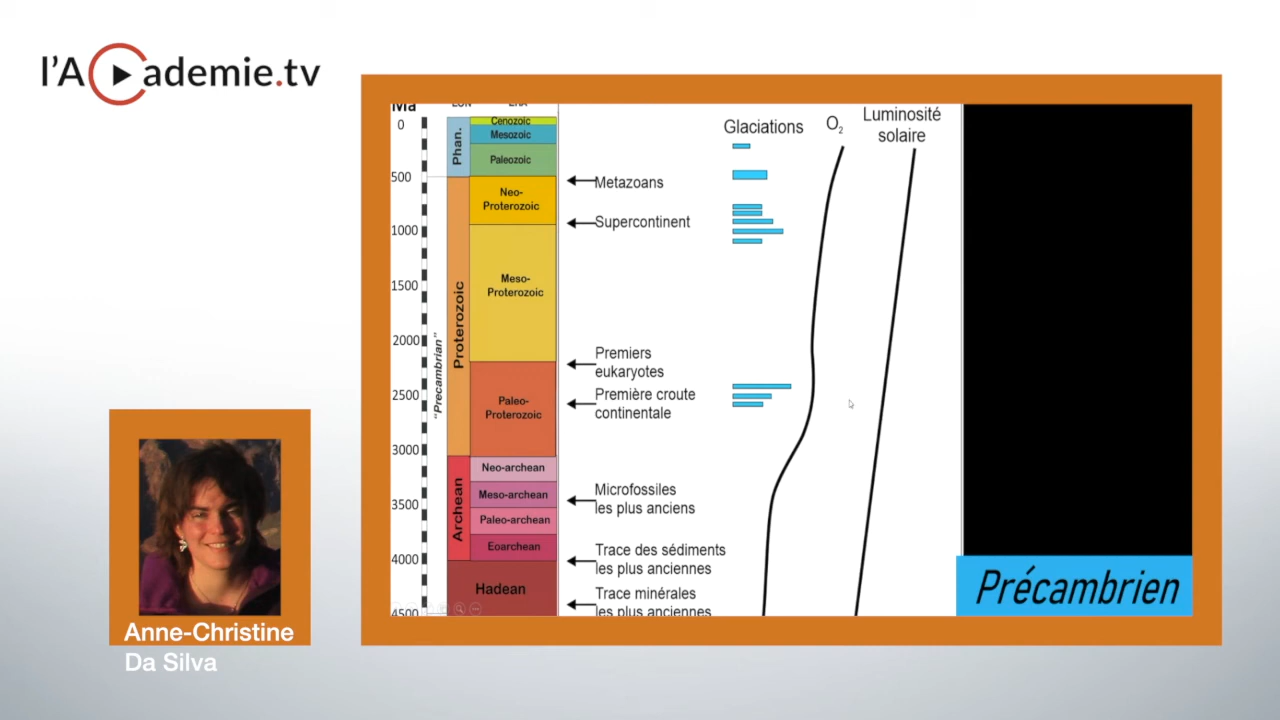 l'Academie.tv
Ma
0
500
1000
1500
2000
2500
3000
3500
4000
4500
"Precambrian"
Phan.
Proterozoic
Archean
Cenozoic
Mesozoic
Paleozoic
Neo-
Proterozoic
Meso-
Proterozoic
Paleo-
Proterozoic
Neo-archean
Meso-archean
Paleo-archean
Eoarchean
Hadean
Metazoans
Supercontinent
Premiers
eukaryotes
Première croute
continentale
Microfossiles
les plus anciens
Trace des sédiments
les plus anciennes
Trace minérales
les plus anciennes
Glaciations
O₂
Luminosité
solaire
Précambrien
Anne-Christine
Da Silva